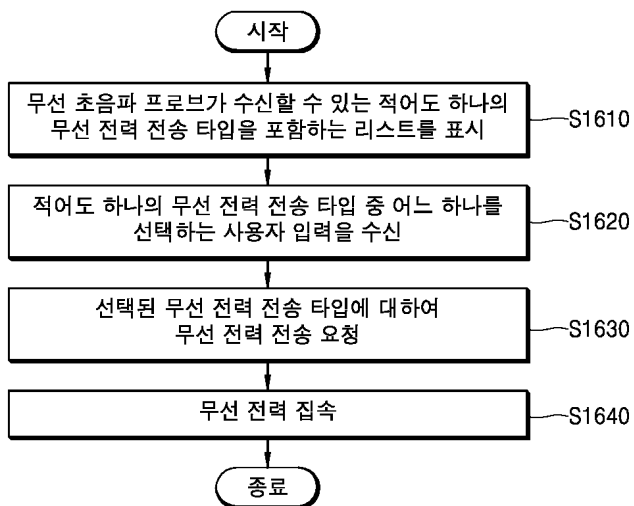 시작
무선 초음파 프로브가 수신할 수 있는 적어도 하나의
무선 전력 전송 타입을 포함하는 리스트를 표시
S1610
적어도 하나의 무선 전력 전송 타입 중 어느 하나를
선택하는 사용자 입력을 수신
S1620
선택된 무선 전력 전송 타입에 대하여
무선 전력 전송 요청
S1630
무선 전력 집속
S1640
종료